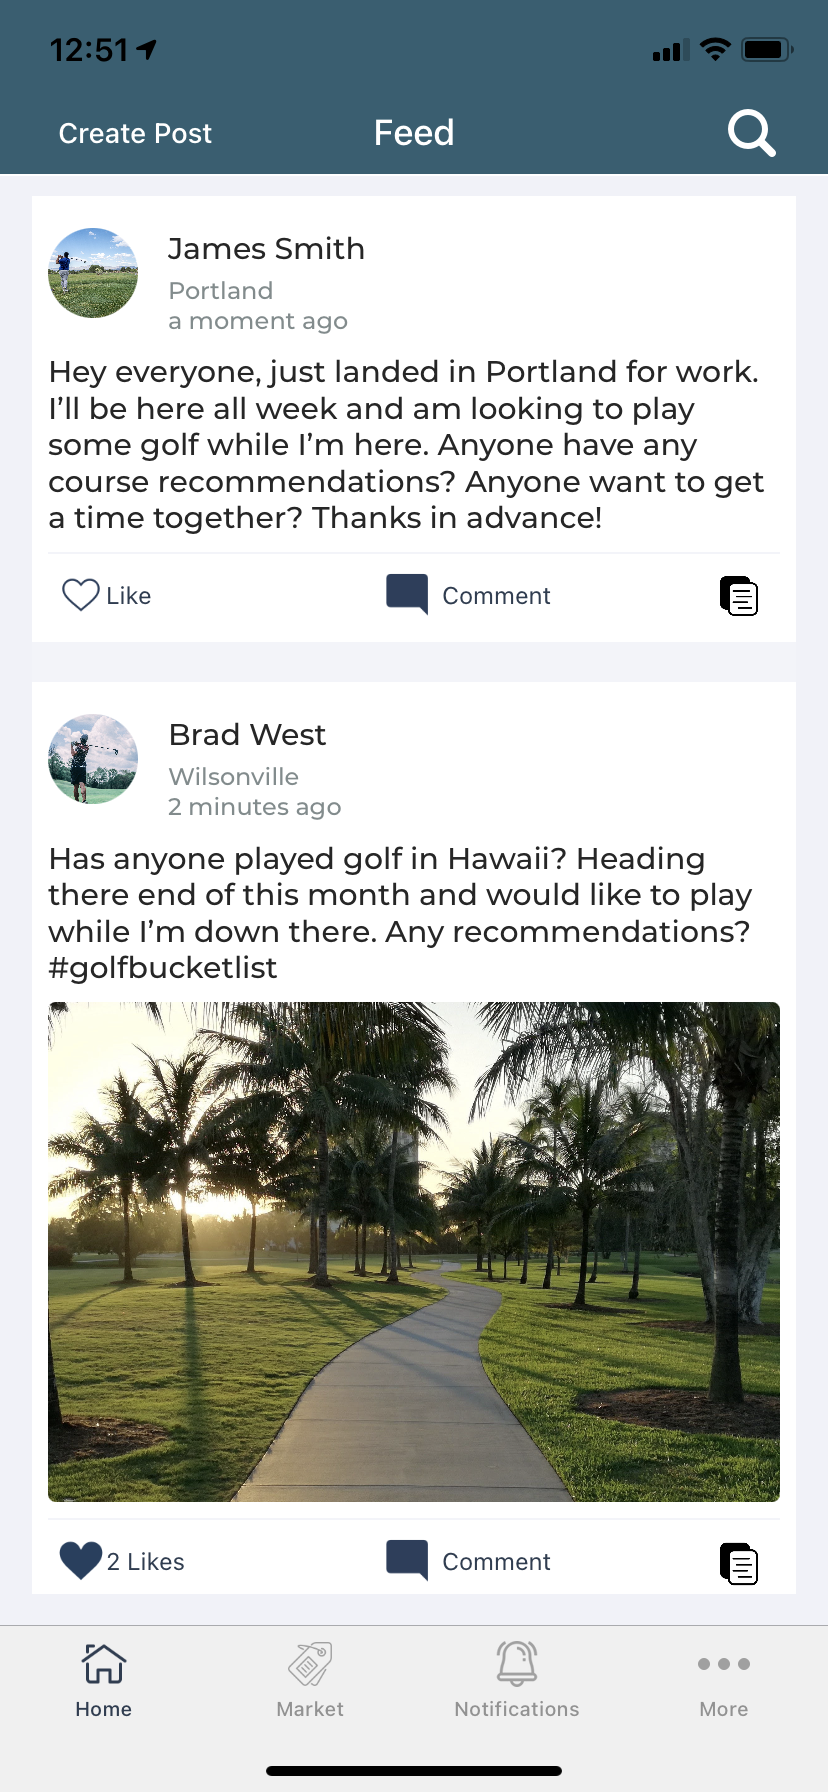 12:51
Create Post
Feed
James Smith
Portland
a moment ago
Hey everyone, just landed in Portland for work.
I'll be here all week and am looking to play
some golf while I'm here. Anyone have any
course recommendations? Anyone want to get
a time together? Thanks in advance!
Like
Comment
Brad West
Wilsonville
2 minutes ago
Has anyone played golf in Hawaii? Heading
there end of this month and would like to play
while I'm down there. Any recommendations?
#golfbucketlist
2 Likes
Comment
Home
Market
Notifications
More